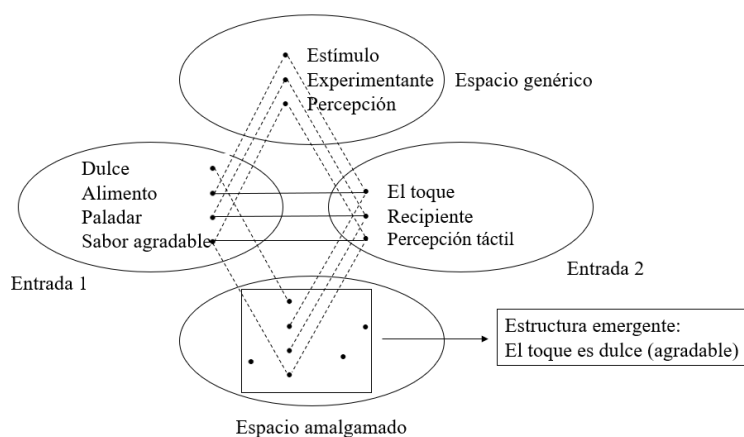 Estímulo
Experimentante
Percepción
Espacio genérico
Dulce
Alimento
Paladar
Sabor agradable
Entrada 1
El toque
Recipiente
Percepción táctil
Entrada 2
Estructura emergente:
El toque es dulce (agradable)
Espacio amalgamado